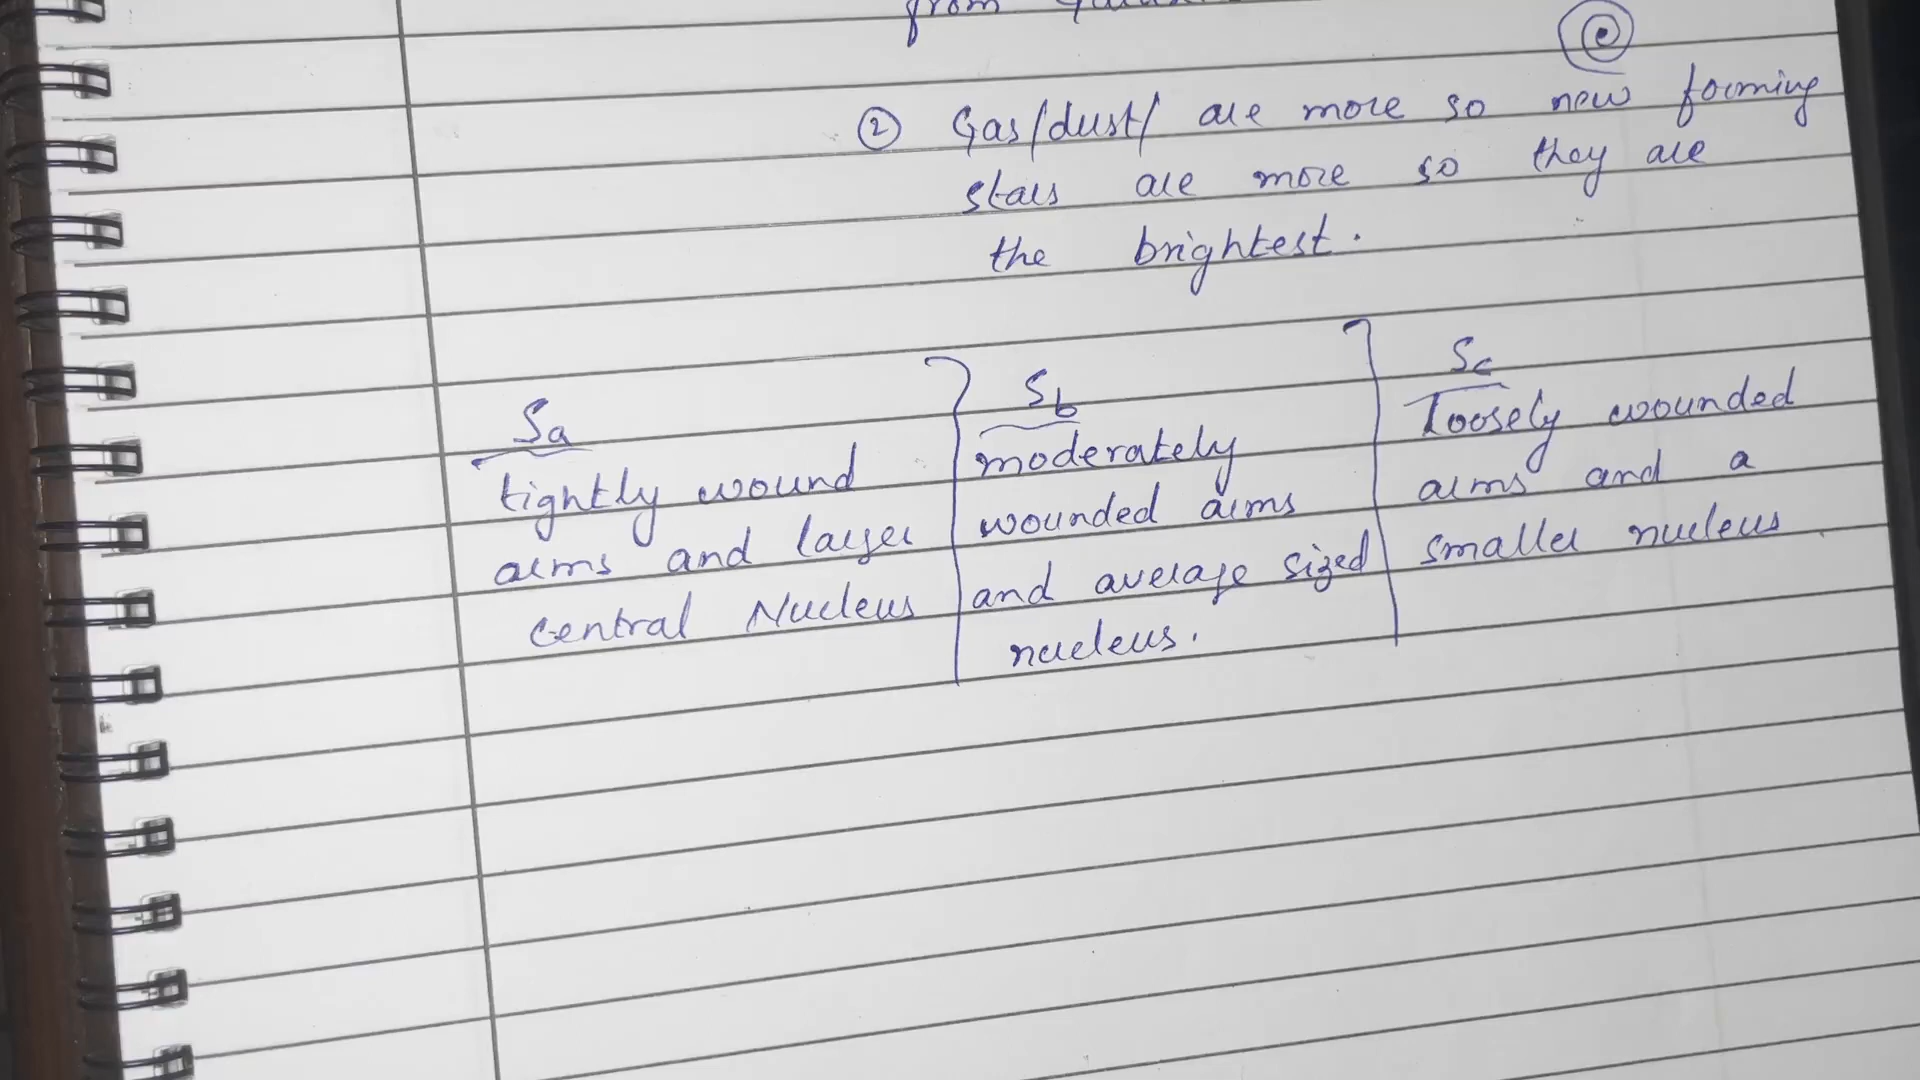 from
② Gas/dust/ are more so new forming
stars are more so they are
the brightest.
Sa
tightly wound
arms and larger
central Nucleus
Sb
moderately
wounded arms
and average sized
nucleus.
Sc
Loosely wounded
arms and a
smaller nucleus